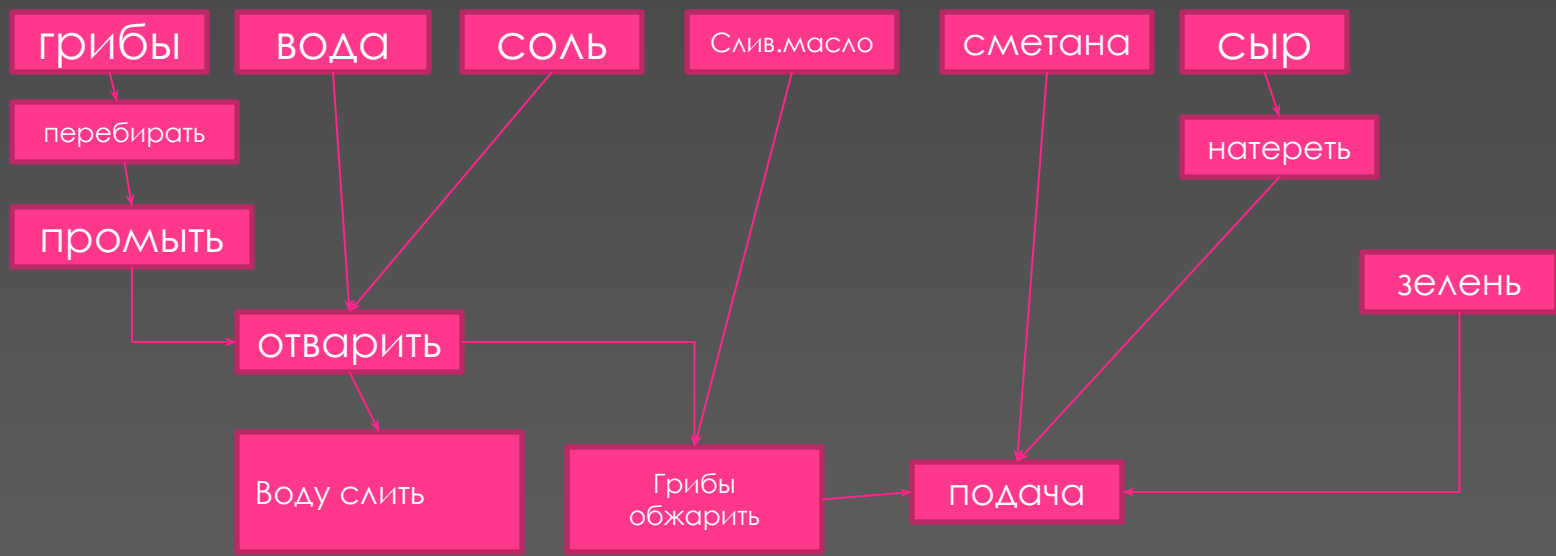 грибы
вода
соль
Слив.масло
сметана
сыр
перебирать
натереть
промыть
зелень
отварить
Воду слить
Грибы
обжарить
подача